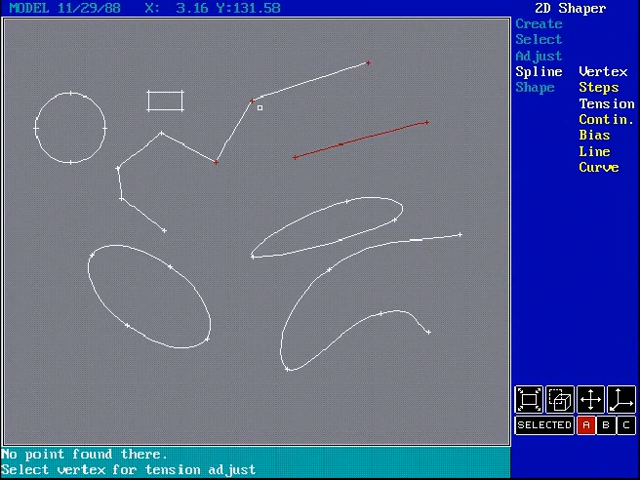 MODEL 11/29/88 X: 3.16 Y:131.58
2D Shaper
Create
Select
Adjust
Spline Vertex
Shape Steps
Tension
Contin.
Bias
Line
Curve
SELECTED A B C
No point found there.
Select vertex for tension adjust